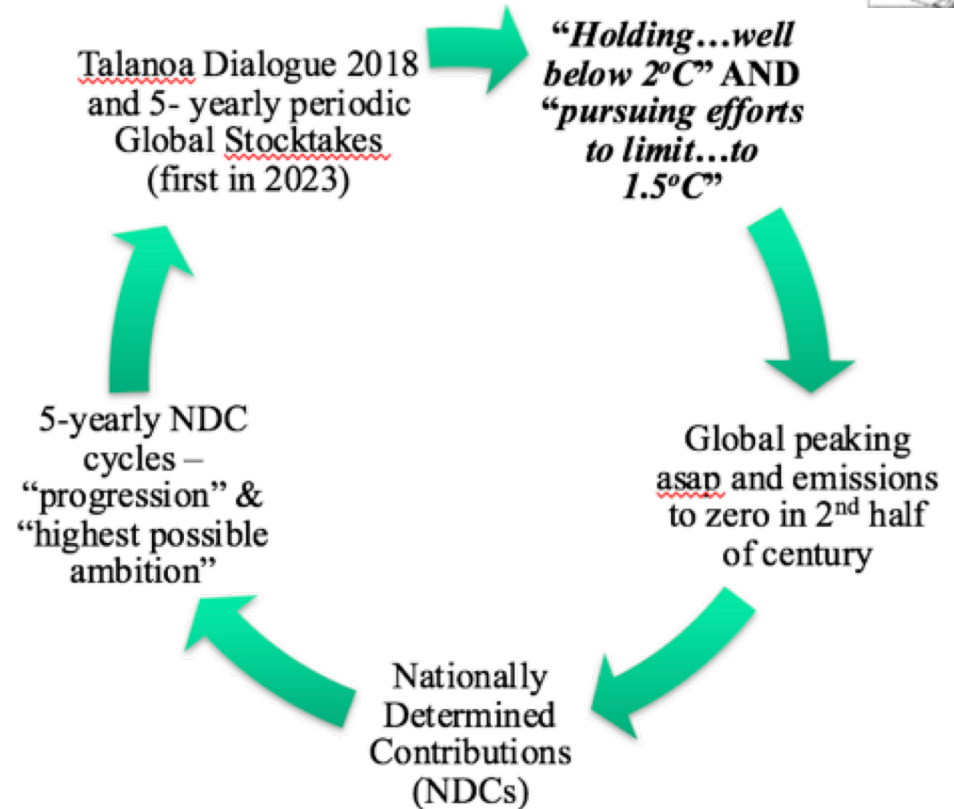 Talanoa Dialogue 2018
and 5- yearly periodic
Global Stocktakes
(first in 2023)
“Holding…well
below 2ºC” AND
“pursuing efforts
to limit…to
1.5ºC”
Global peaking
asap and emissions
to zero in 2nd half
of century
Nationally
Determined
Contributions
(NDCs)
5-yearly NDC
cycles –
“progression” &
“highest possible
ambition”